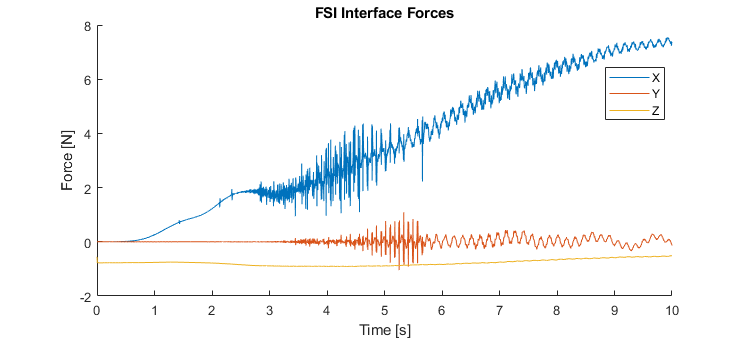 FSI Interface Forces
Force [N]
8
6
4
2
0
-2
X
Y
Z
0 1 2 3 4 5 6 7 8 9 10
Time [s]